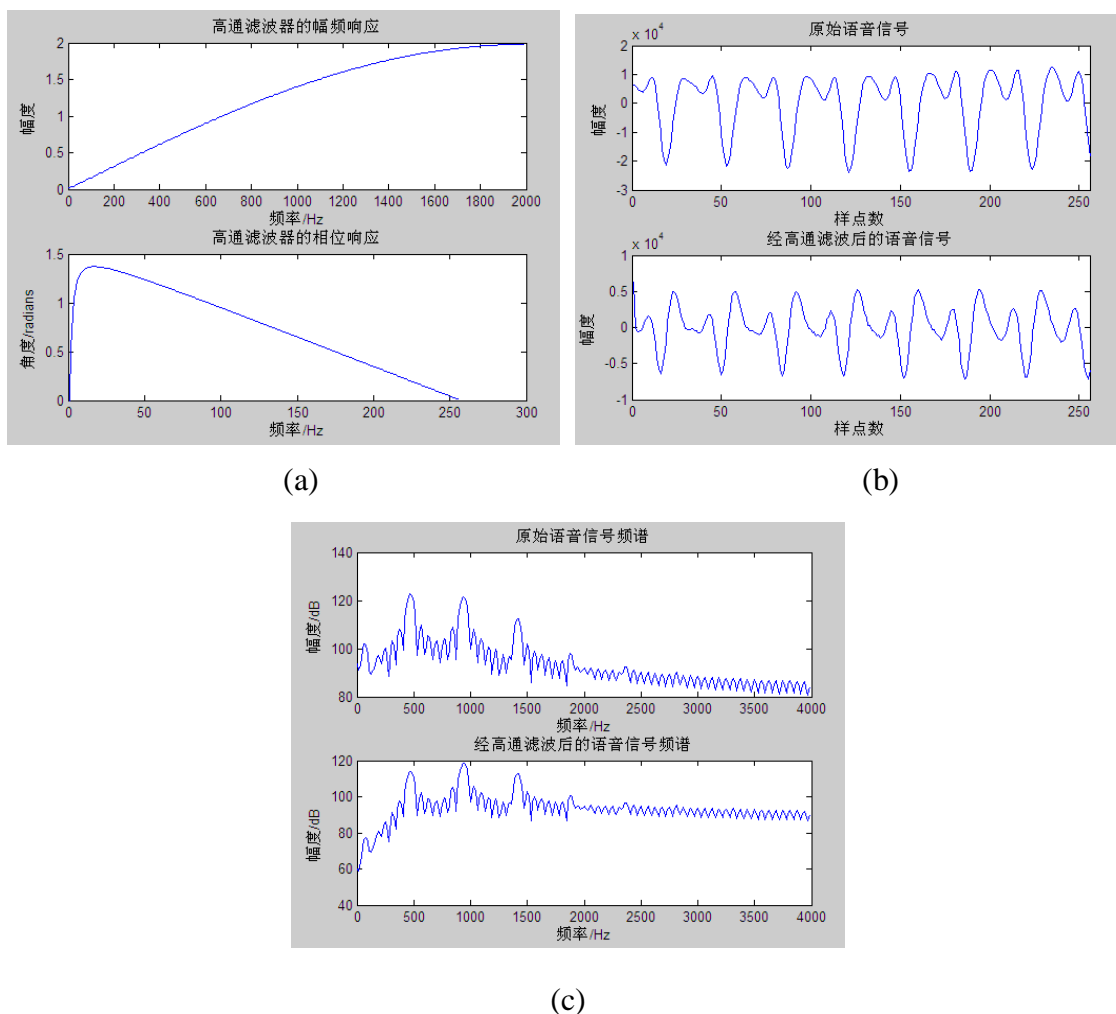 高通滤波器的幅频响应
2
1.5
1
0.5
0
幅度
0 200 400 600 800 1000 1200 1400 1600 1800 2000
频率/Hz
高通滤波器的相位响应
1.5
1
0.5
0
角度/radians
0 50 100 150 200 250 300
频率/Hz
(a)
原始语音信号
x 10^4
2
1
0
-1
-2
-3
幅度
0 50 100 150 200 250
样点数
经高通滤波后的语音信号
x 10^4
1
0.5
0
-0.5
-1
幅度
0 50 100 150 200 250
样点数
(b)
原始语音信号频谱
140
120
100
80
幅度/dB
0 500 1000 1500 2000 2500 3000 3500 4000
频率/Hz
经高通滤波后的语音信号频谱
120
100
80
60
40
幅度/dB
0 500 1000 1500 2000 2500 3000 3500 4000
频率/Hz
(c)